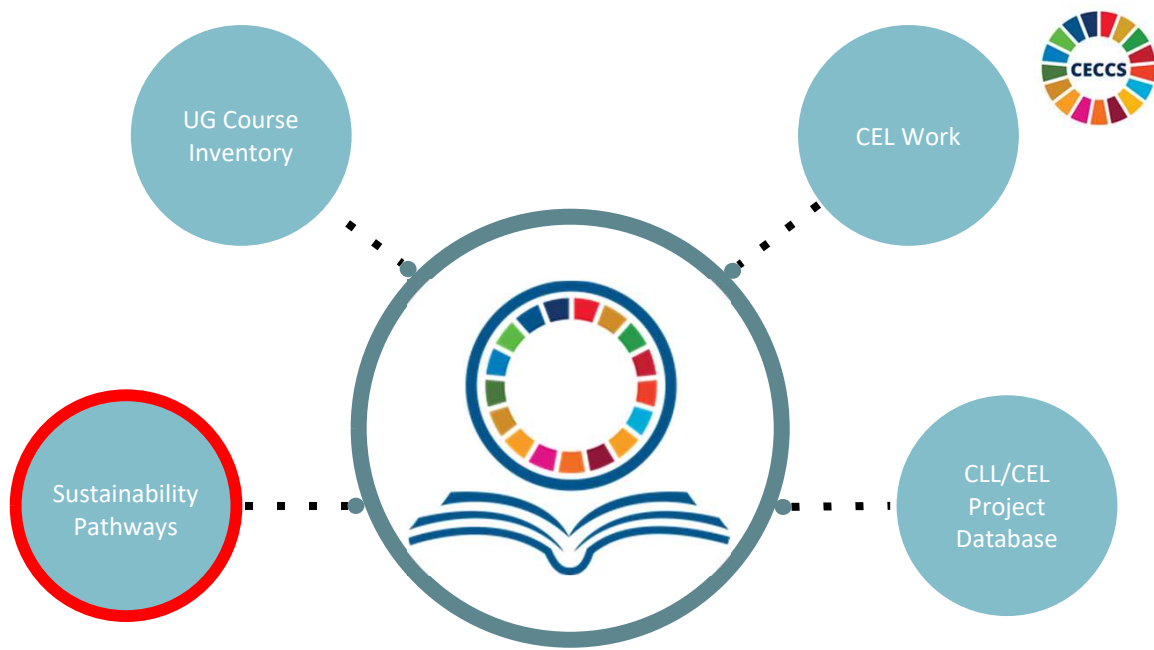 UG Course
Inventory
CEL Work
CECCS
Sustainability
Pathways
CLL/CEL
Project
Database